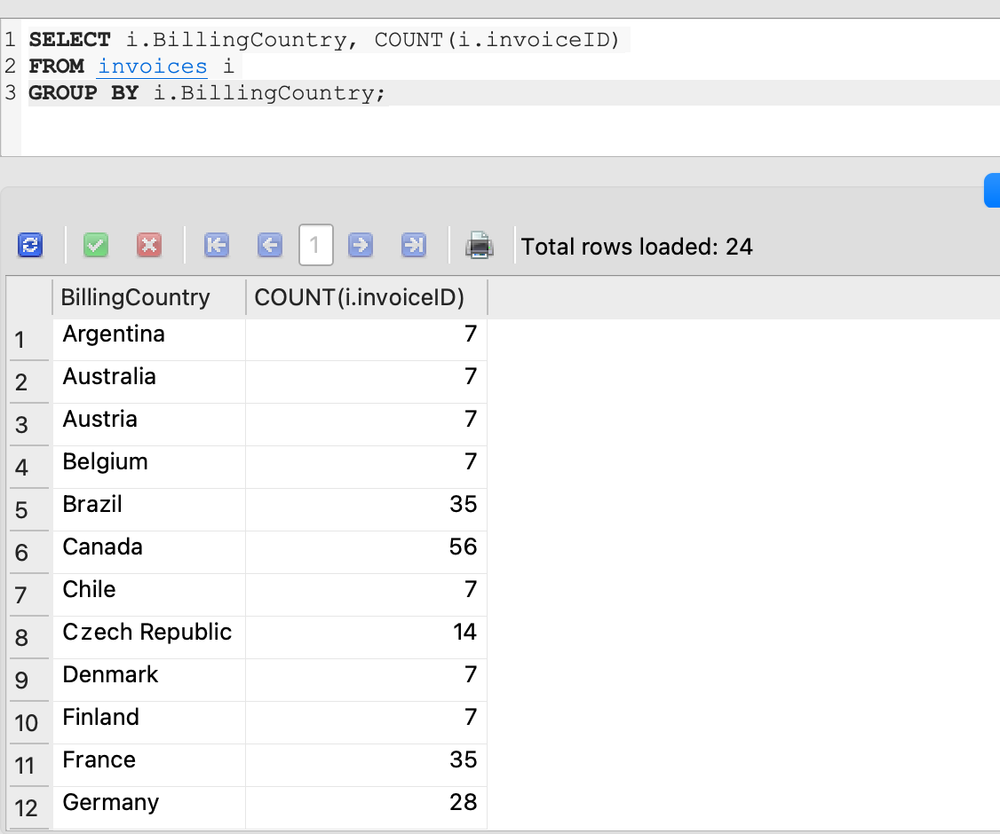 1 SELECT i.BillingCountry, COUNT(i.invoiceID)
2 FROM invoices i
3 GROUP BY i.BillingCountry;
1 Total rows loaded: 24
BillingCountry COUNT(i.invoiceID)
1 Argentina 7
2 Australia 7
3 Austria 7
4 Belgium 7
5 Brazil 35
6 Canada 56
7 Chile 7
8 Czech Republic 14
9 Denmark 7
10 Finland 7
11 France 35
12 Germany 28